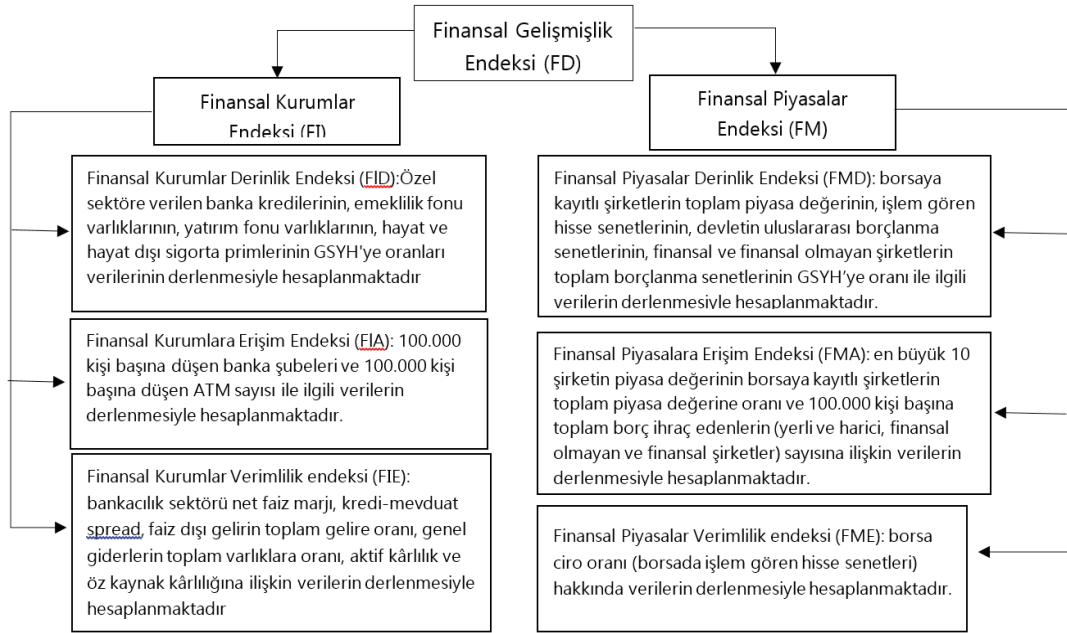 Finansal Gelişmişlik
Endeksi (FD)
Finansal Kurumlar
Endeksi (FI)
Finansal Piyasalar
Endeksi (FM)
Finansal Kurumlar Derinlik Endeksi (FID):Özel
sektöre verilen banka kredilerinin, emeklilik fonu
varlıklarının, yatırım fonu varlıklarının, hayat ve
hayat dışı sigorta primlerinin GSYH'ye oranları
verilerinin derlenmesiyle hesaplanmaktadır
Finansal Kurumlara Erişim Endeksi (FIA): 100.000
kişi başına düşen banka şubeleri ve 100.000 kişi
başına düşen ATM sayısı ile ilgili verilerin
derlenmesiyle hesaplanmaktadır.
Finansal Kurumlar Verimlilik endeksi (FIE):
bankacılık sektörü net faiz marjı, kredi-mevduat
spread, faiz dışı gelirin toplam gelire oranı, genel
giderlerin toplam varlıklara oranı, aktif kârlılık ve
öz kaynak kârlılığına ilişkin verilerin derlenmesiyle
hesaplanmaktadır
Finansal Piyasalar Derinlik Endeksi (FMD): borsaya
kayıtlı şirketlerin toplam piyasa değerinin, işlem gören
hisse senetlerinin, devletin uluslararası borçlanma
senetlerinin, finansal ve finansal olmayan şirketlerin
toplam borçlanma senetlerinin GSYH’ye oranı ile ilgili
verilerin derlenmesiyle hesaplanmaktadır.
Finansal Piyasalara Erişim Endeksi (FMA): en büyük 10
şirketin piyasa değerinin borsaya kayıtlı şirketlerin
toplam piyasa değerine oranı ve 100.000 kişi başına
toplam borç ihraç edenlerin (yerli ve harici, finansal
olmayan ve finansal şirketler) sayısına ilişkin verilerin
derlenmesiyle hesaplanmaktadır.
Finansal Piyasalar Verimlilik endeksi (FME): borsa
ciro oranı (borsada işlem gören hisse senetleri)
hakkında verilerin derlenmesiyle hesaplanmaktadır.